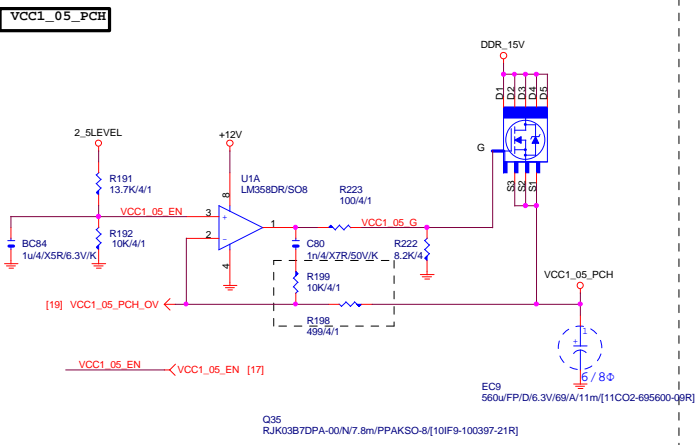 VCC1_05_PCH
DDR_15V
D1
D2
D3
D4
D5
G
S3
S2
S1
2_5LEVEL
+12V
R191
13.7K/4/1
U1A
LM358DR/SO8
R223
100/4/1
VCC1_05_EN
3
+
8
1
VCC1_05_G
2
-
4
BC84
1u/4/X5R/6.3V/K
R192
10K/4/1
C80
1n/4/X7R/50V/K
R222
8.2K/4
R199
10K/4/1
VCC1_05_PCH
[19] VCC1_05_PCH_OV
R198
499/4/1
1
+
6/8Φ
VCC1_05_EN
VCC1_05_EN [17]
EC9
560u/FP/D/6.3V/69/A/11m/[11CO2-695600-09R]
Q35
RJK03B7DPA-00/N/7.8m/PPAKSO-8/[10IF9-100397-21R]